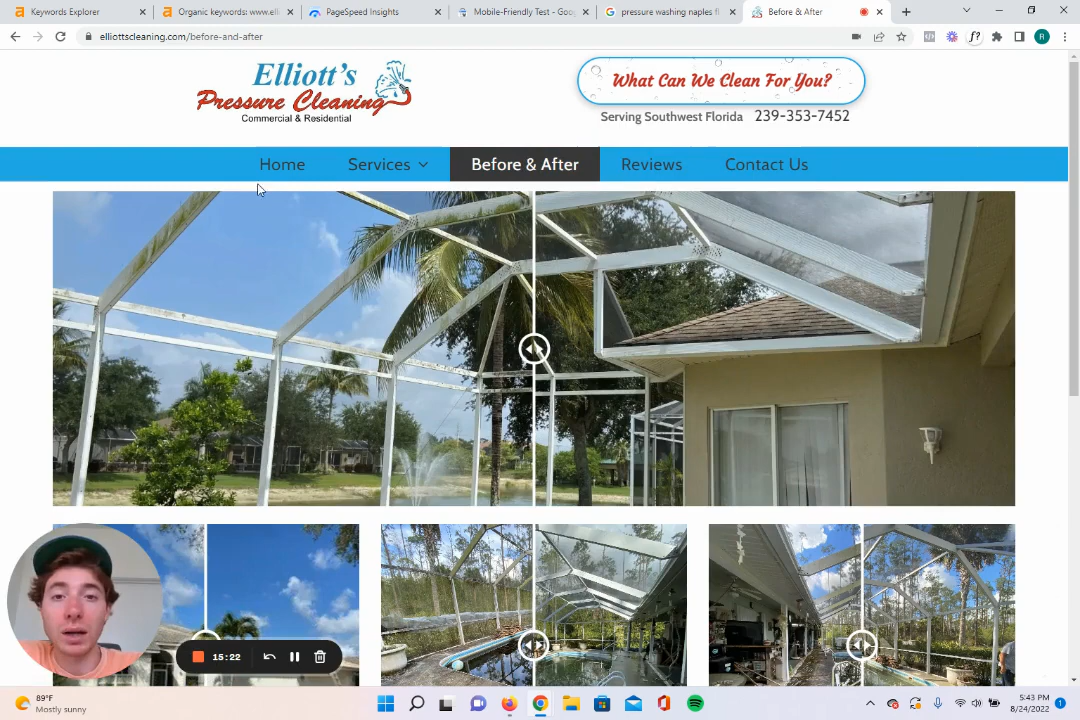 Keywords Explorer
Organic keywords: www.elli
PageSpeed Insights
Mobile-Friendly Test - Goo
pressure washing naples fl
Before & After
elliottscleaning.com/before-and-after
f?
R
Elliott's
Pressure Cleaning
Commercial & Residential
What Can We Clean For You?
Serving Southwest Florida 239-353-7452
Home
Services
Before & After
Reviews
Contact Us
15:22
89°F
Mostly sunny
5:43 PM
8/24/2022
1